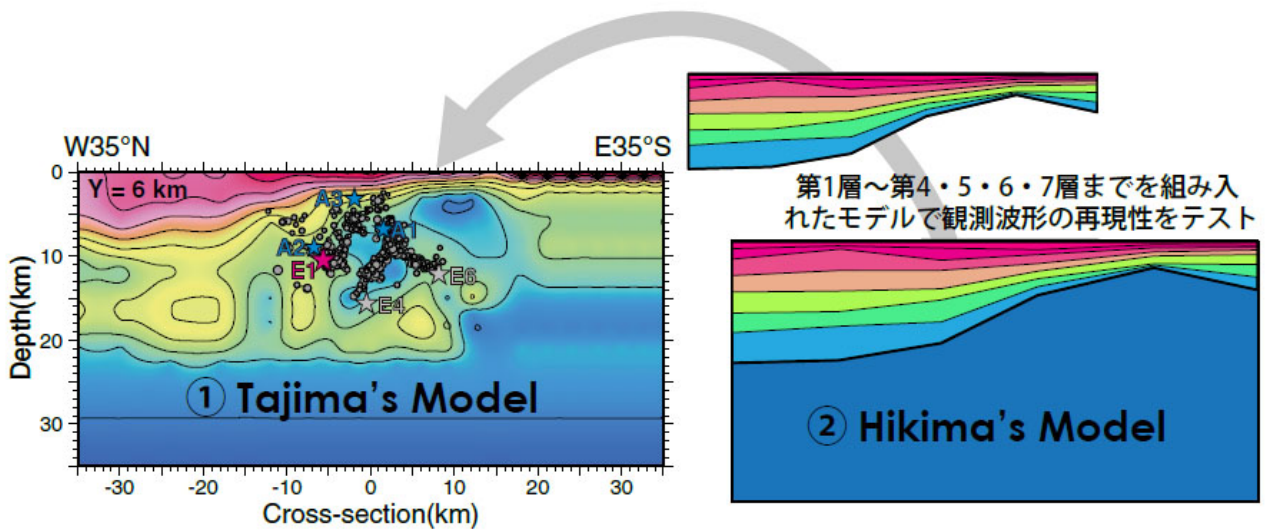 W35°N
E35°S
0
Y = 6 km
A3
A1
A2
10
E1
E6
E4
20
30
Depth(km)
① Tajima's Model
-30
-20
-10
0
10
20
30
Cross-section(km)
第1層～第4・5・6・7層までを組み入
れたモデルで観測波形の再現性をテスト
② Hikima's Model